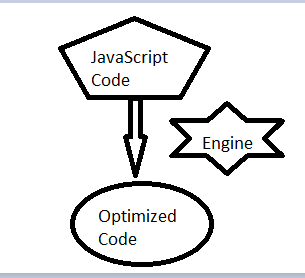 JavaScript
Code
Engine
Optimized
Code